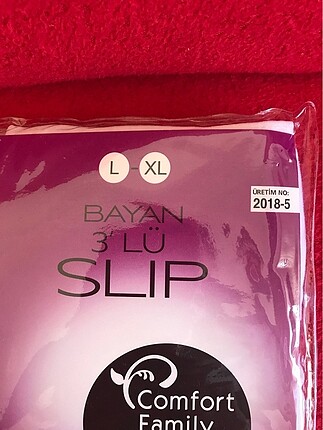 L - XL
ÜRETİM NO:
2018-5
BAYAN
3'LÜ
SLIP
Comfort
Family